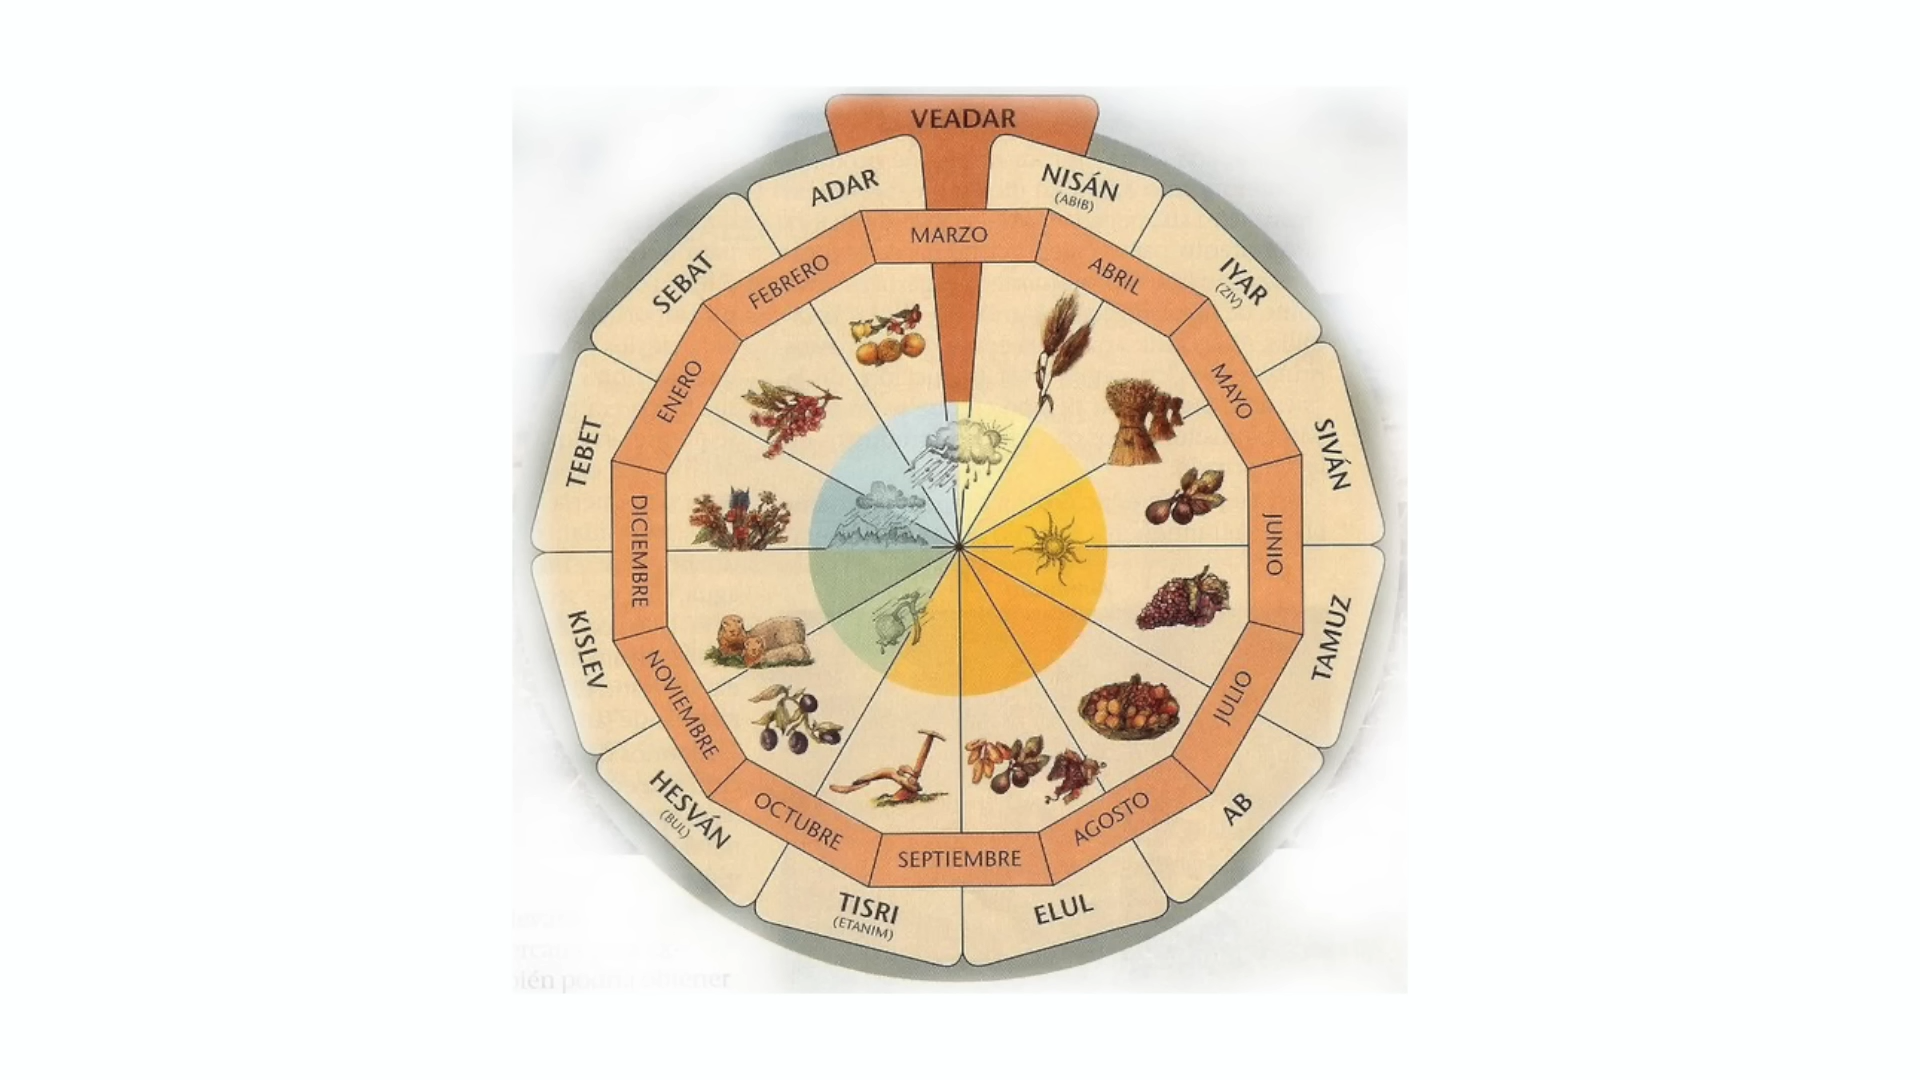 VEADAR
ADAR
NISÁN
(ABIB)
IYAR
(ZIV)
SIVÁN
TAMUZ
AB
ELUL
TISRI
(ETANIM)
HESVÁN
(BUL)
KISLEV
TEBET
SEBAT
MARZO
ABRIL
MAYO
JUNIO
JULIO
AGOSTO
SEPTIEMBRE
OCTUBRE
NOVIEMBRE
DICIEMBRE
ENERO
FEBRERO